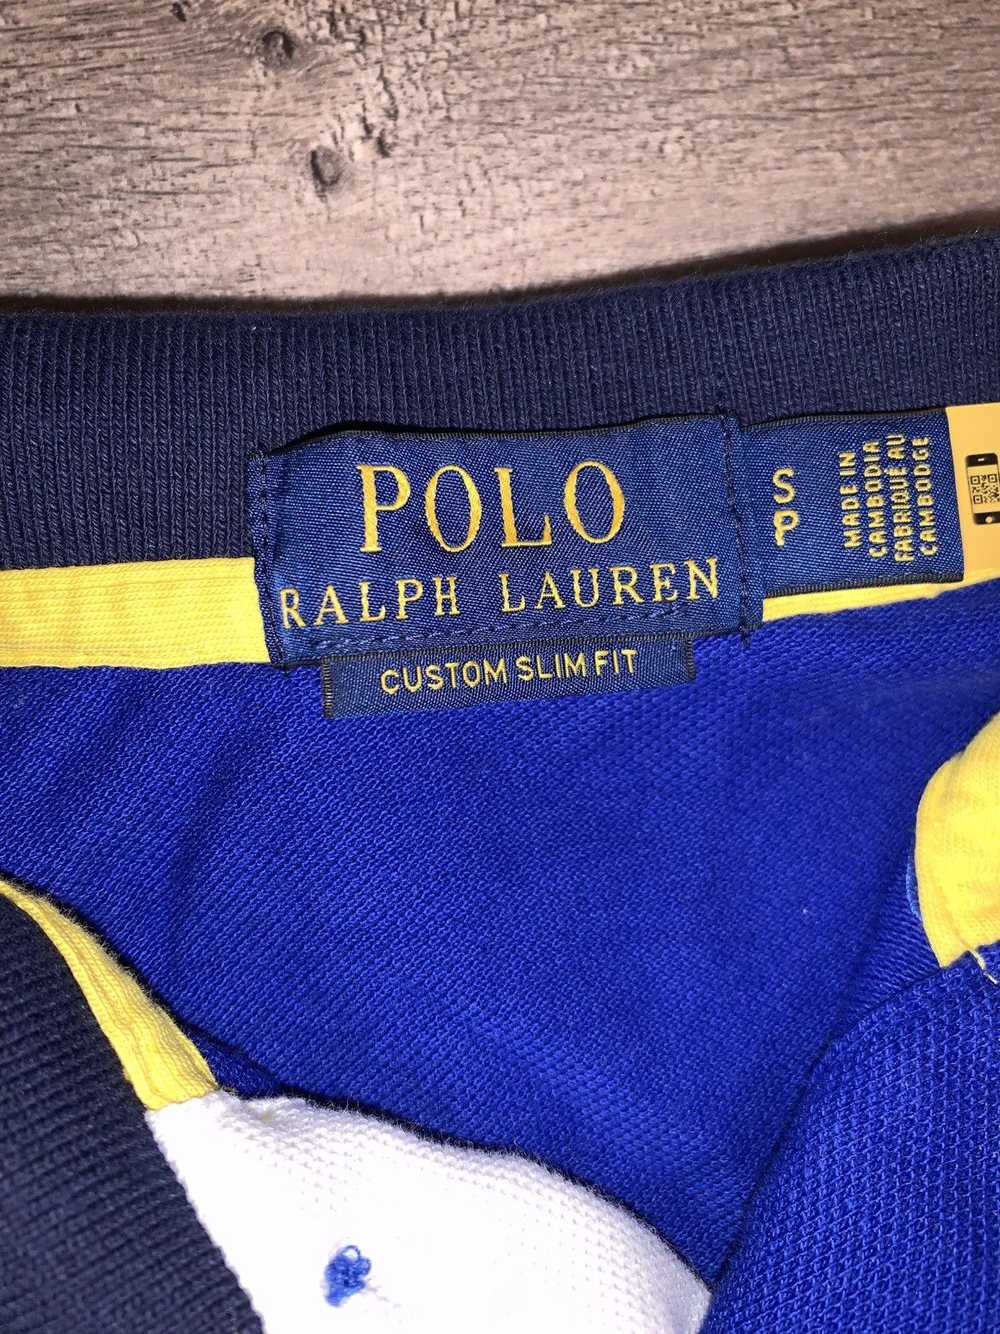 POLO
RALPH LAUREN
CUSTOM SLIM FIT
S
P
MADE IN
CAMBODIA
FABRIQUÉ AU
CAMBODGE